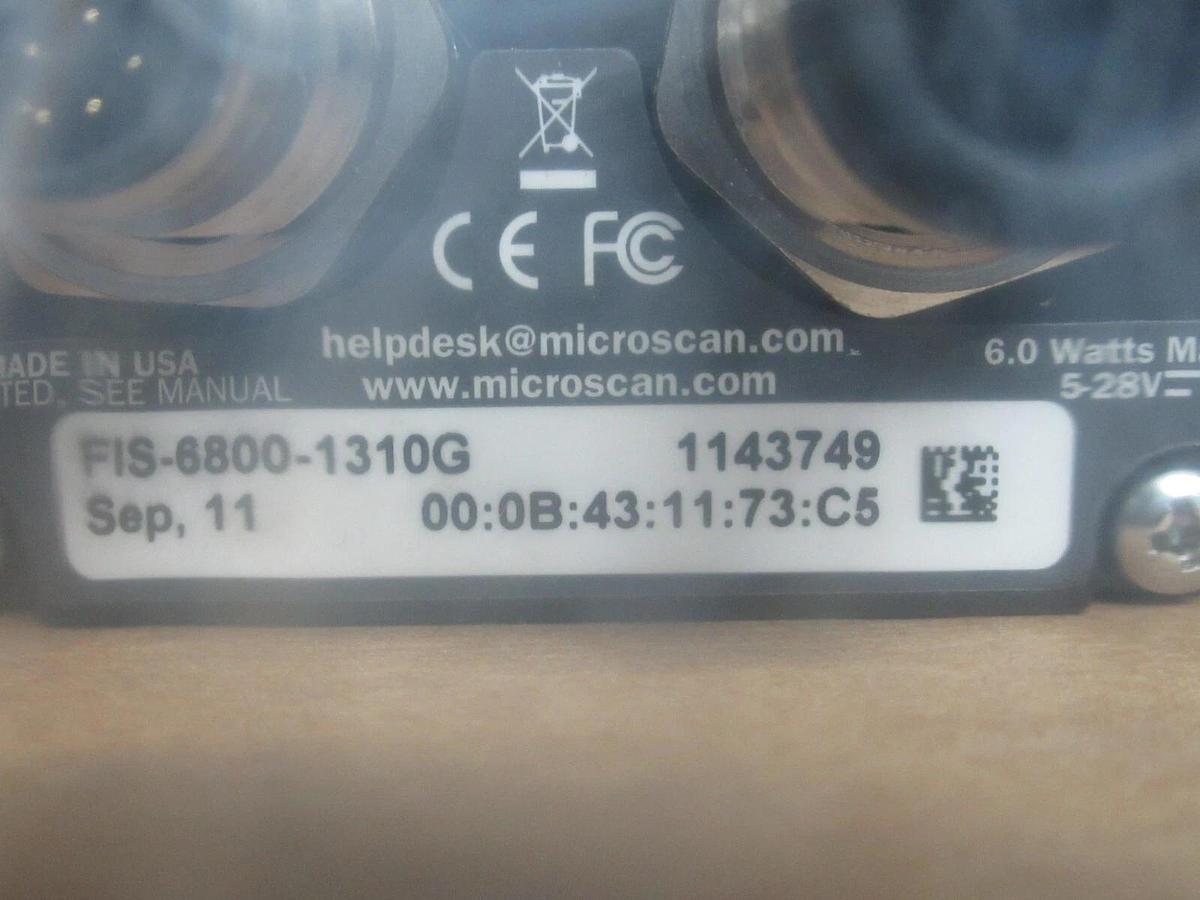 CE FC
helpdesk@microscan.com
www.microscan.com
MADE IN USA
SEE MANUAL
6.0 Watts
5-28V
FIS-6800-1310G 1143749
Sep, 11 00:0B:43:11:73:C5